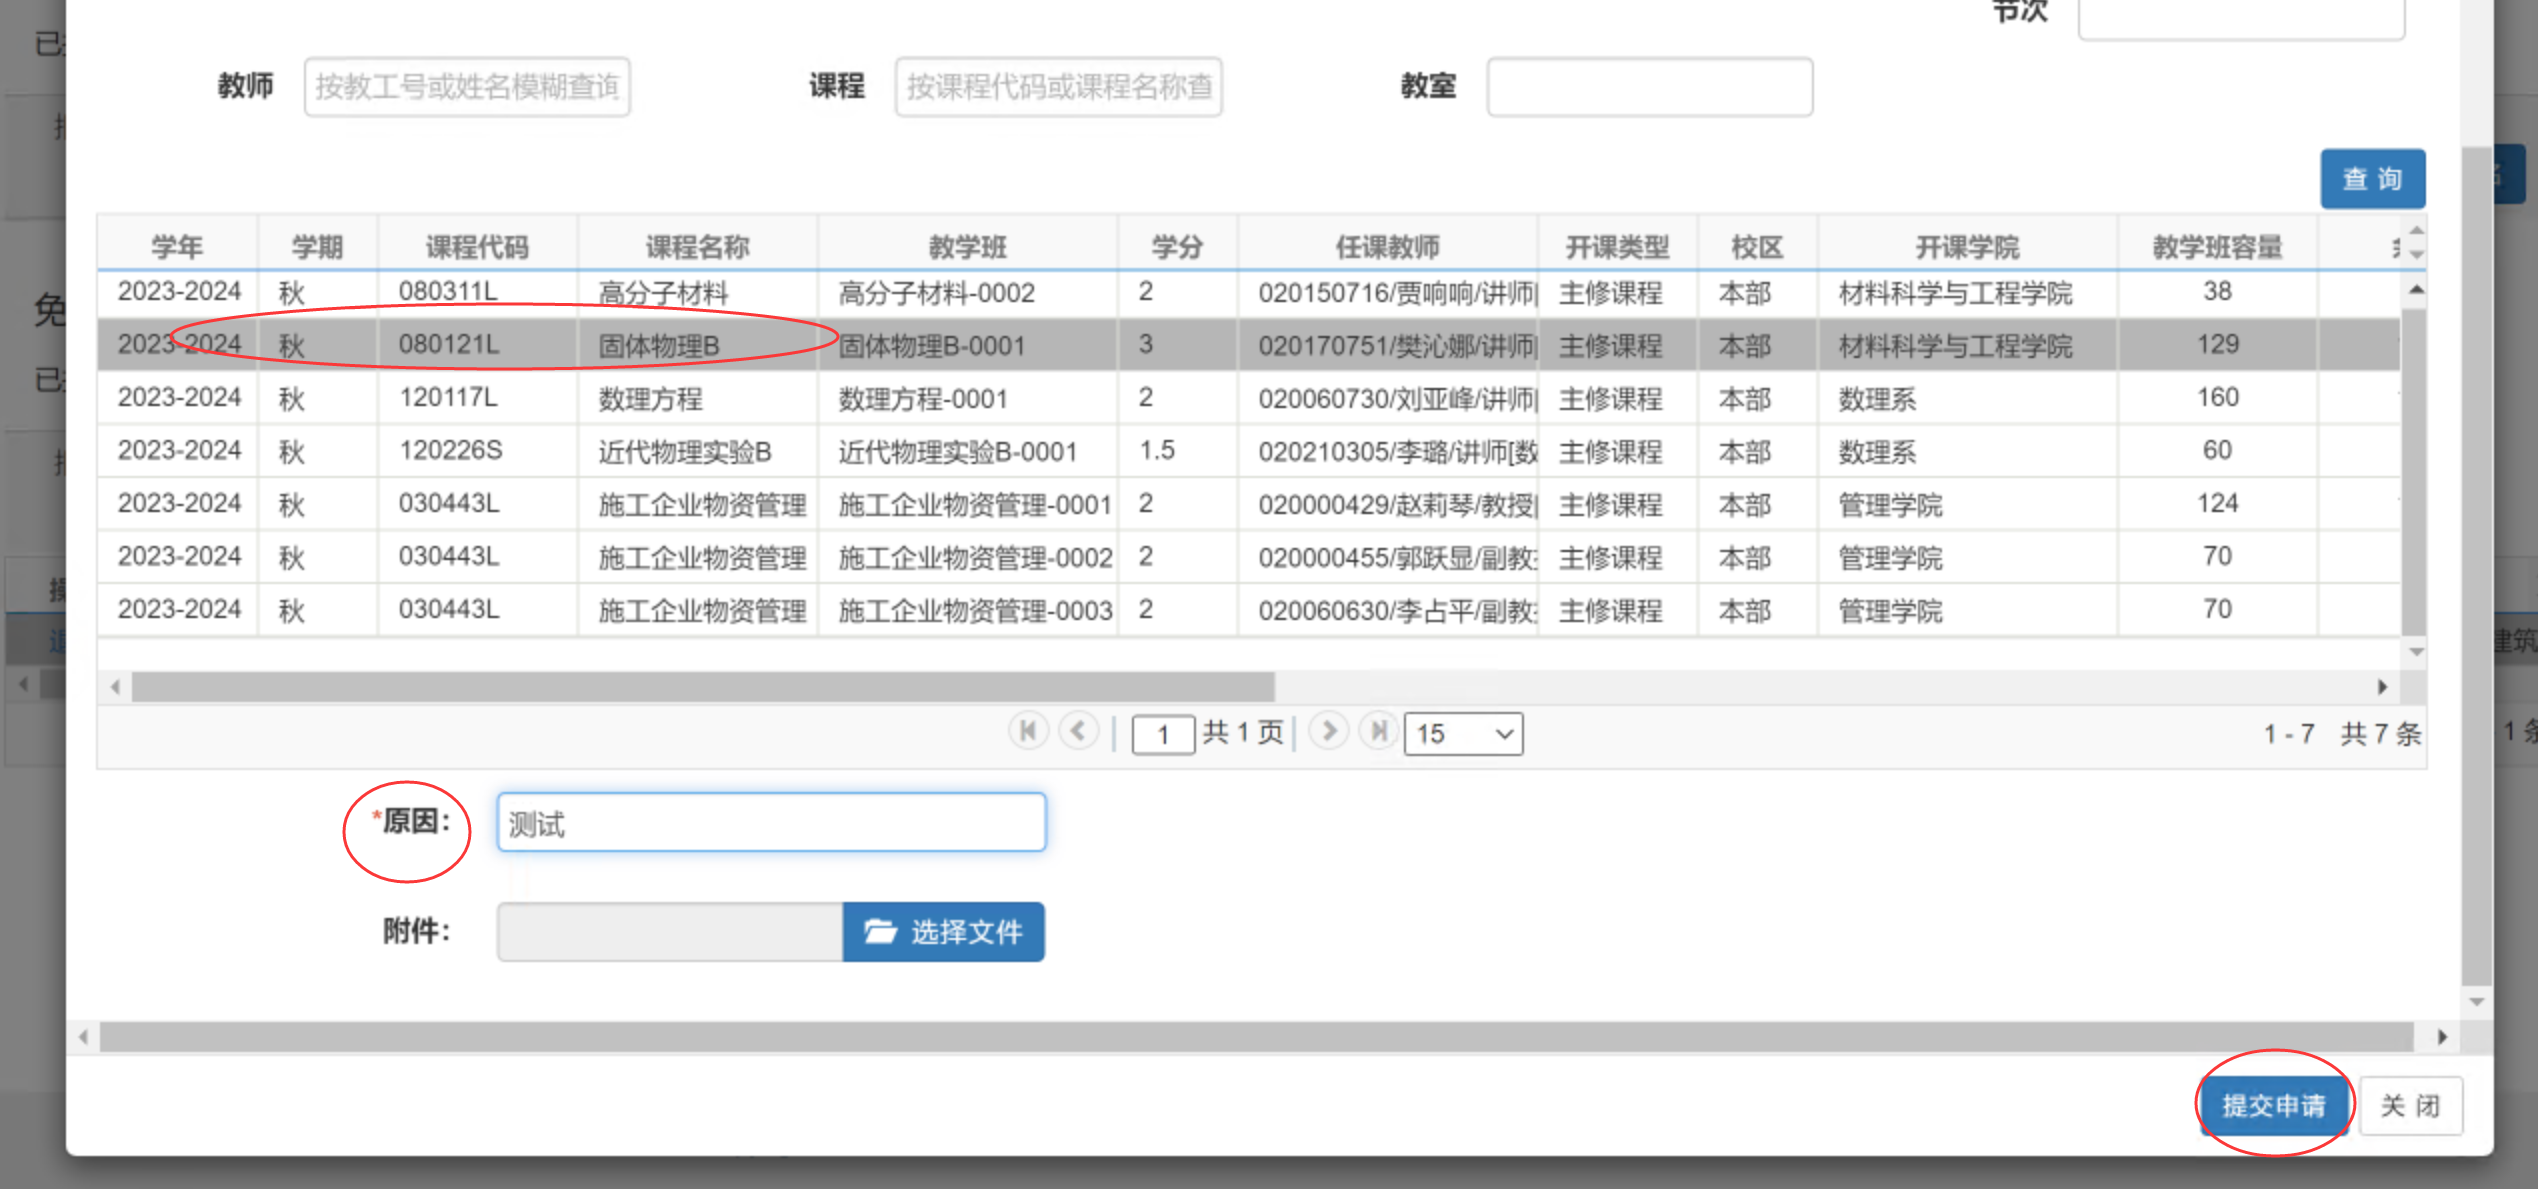 节次
教师 按教工号或姓名模糊查询 课程 按课程代码或课程名称查 教室
查 询
学年 学期 课程代码 课程名称 教学班 学分 任课教师 开课类型 校区 开课学院 教学班容量
2023-2024 秋 080311L 高分子材料 高分子材料-0002 2 020150716/贾响响/讲师[ 主修课程 本部 材料科学与工程学院 38
2023-2024 秋 080121L 固体物理B 固体物理B-0001 3 020170751/樊沁娜/讲师[ 主修课程 本部 材料科学与工程学院 129
2023-2024 秋 120117L 数理方程 数理方程-0001 2 020060730/刘亚峰/讲师[ 主修课程 本部 数理系 160
2023-2024 秋 120226S 近代物理实验B 近代物理实验B-0001 1.5 020210305/李璐/讲师[数 主修课程 本部 数理系 60
2023-2024 秋 030443L 施工企业物资管理 施工企业物资管理-0001 2 020000429/赵莉琴/教授[ 主修课程 本部 管理学院 124
2023-2024 秋 030443L 施工企业物资管理 施工企业物资管理-0002 2 020000455/郭跃显/副教 主修课程 本部 管理学院 70
2023-2024 秋 030443L 施工企业物资管理 施工企业物资管理-0003 2 020060630/李占平/副教 主修课程 本部 管理学院 70
1 共 1 页 15 1 - 7 共 7 条
*原因: 测试
附件: 选择文件
提交申请 关 闭
已
免
已
建筑
1 条